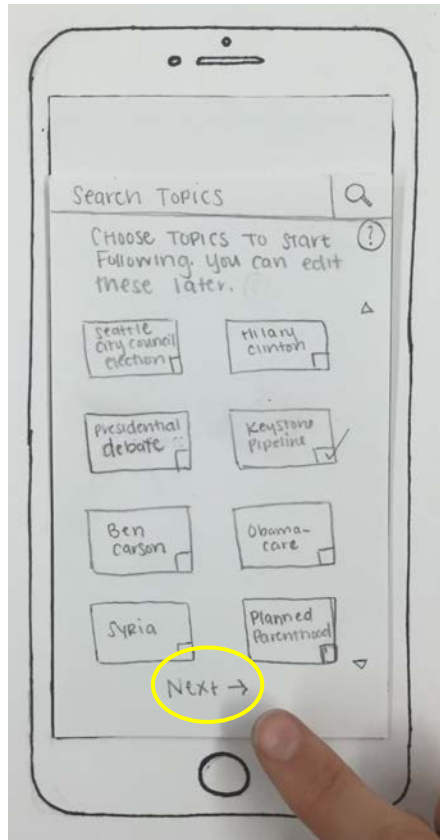 Search Topics
?
CHOOSE TOPICS TO START
Following. You can edit
these later.
seattle
city council
election
Hilary
clinton
presidential
debate
Keystone
Pipeline
Ben
Carson
Obama-
care
Syria
Planned
Parenthood
Next →